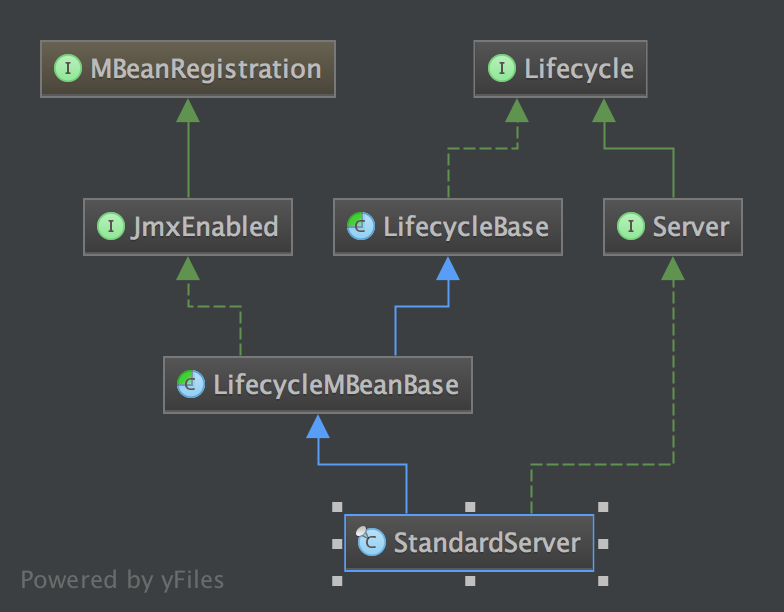 I MBeanRegistration
I Lifecycle
I JmxEnabled
C LifecycleBase
I Server
C LifecycleMBeanBase
C StandardServer
Powered by yFiles